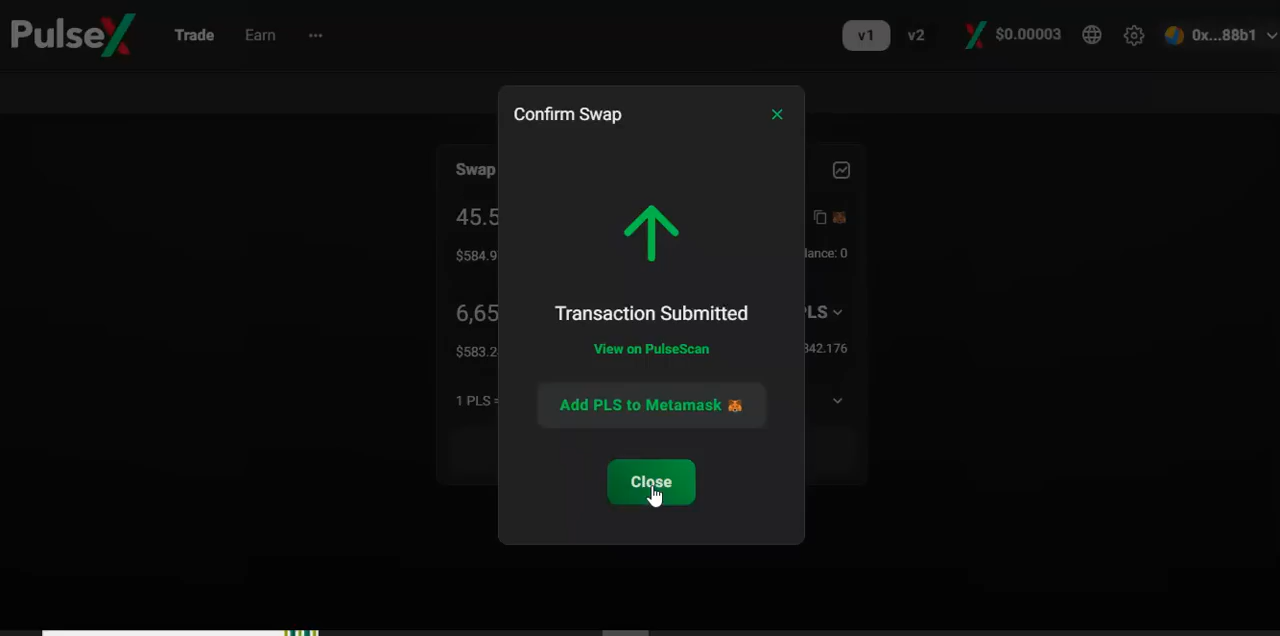 PulseX
Trade
Earn
v1
v2
$0.00003
0x...88b1
Confirm Swap
Swap
45.5
$584.9
lance: 0
6,65
PLS
$583.2
342.176
1 PLS =
Transaction Submitted
View on PulseScan
Add PLS to Metamask
Close